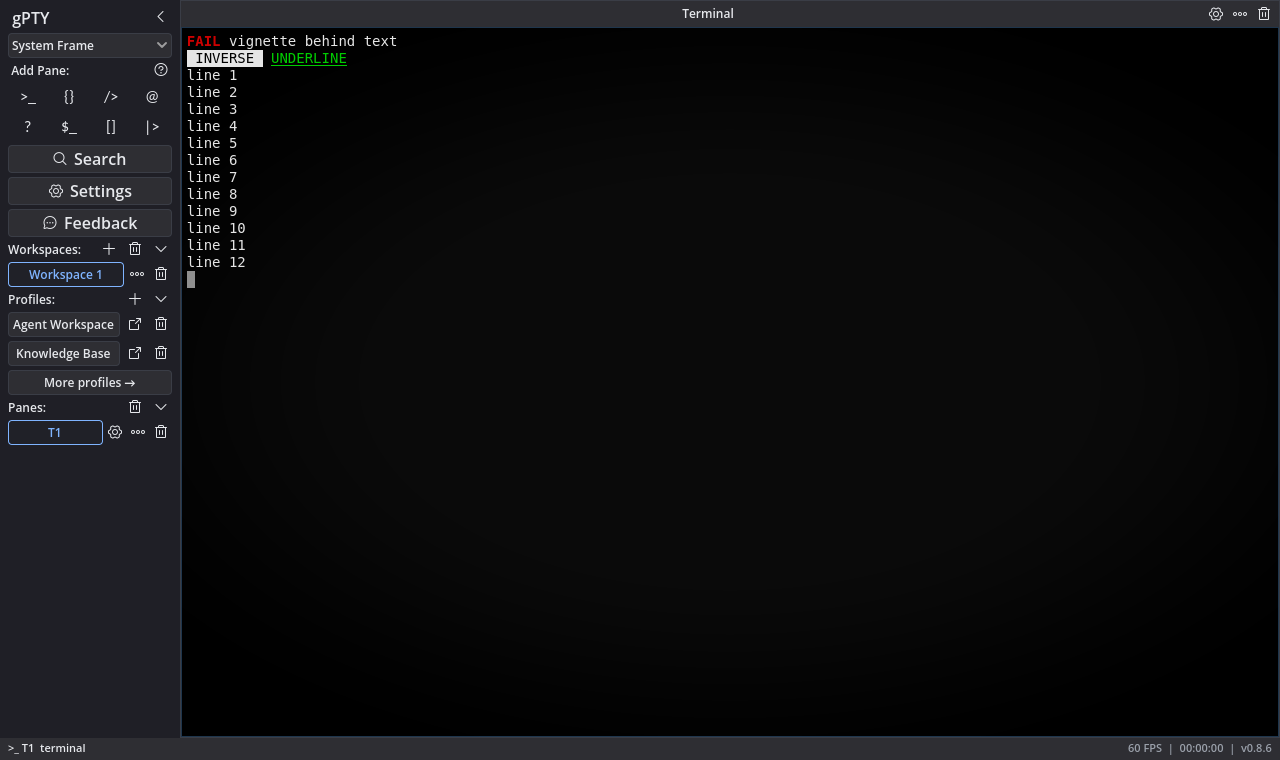 gPTY
System Frame
Add Pane:
>_ {} /> @
? $_ [] |>
Search
Settings
Feedback
Workspaces:
Workspace 1
Profiles:
Agent Workspace
Knowledge Base
More profiles →
Panes:
T1
Terminal
FAIL vignette behind text
INVERSE UNDERLINE
line 1
line 2
line 3
line 4
line 5
line 6
line 7
line 8
line 9
line 10
line 11
line 12
>_ T1 terminal
60 FPS | 00:00:00 | v0.8.6